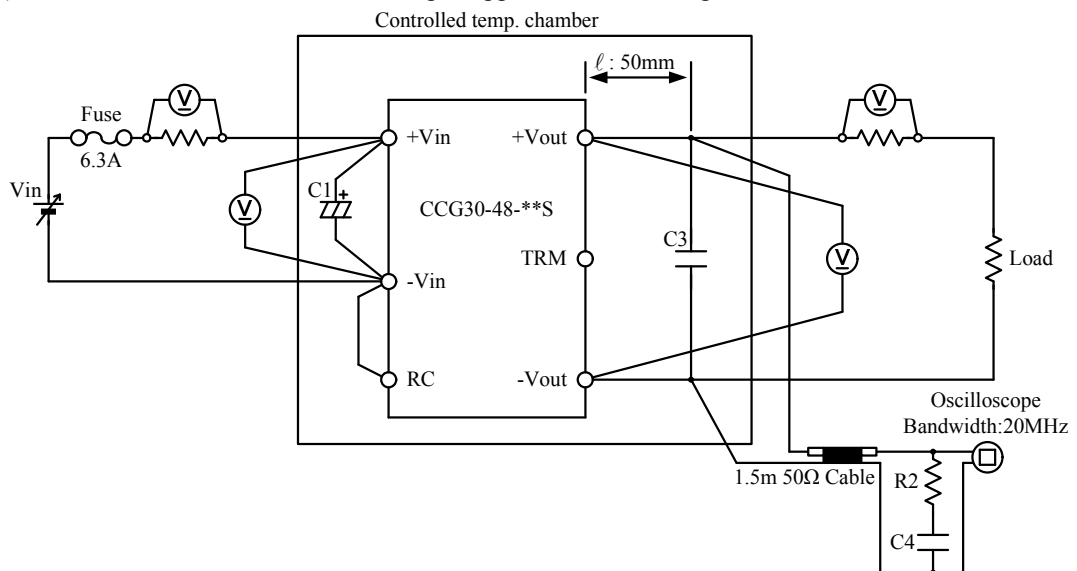 Controlled temp. chamber
ℓ : 50mm
V
V
Fuse
6.3A
+Vin
+Vout
Vin
V
C1
+
CCG30-48-**S
C3
V
TRM
Load
-Vin
RC
-Vout
Oscilloscope
Bandwidth:20MHz
1.5m 50Ω Cable
R2
C4